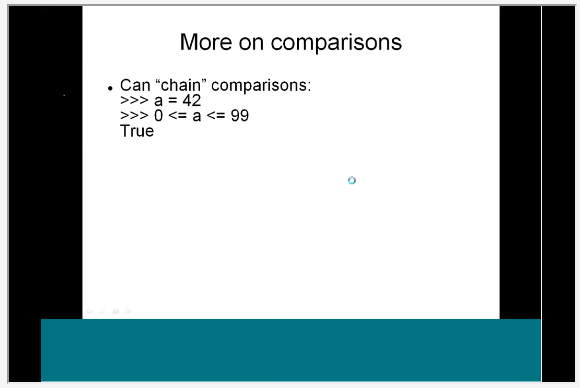 More on comparisons
• Can “chain” comparisons:
>>> a = 42
>>> 0 <= a <= 99
True